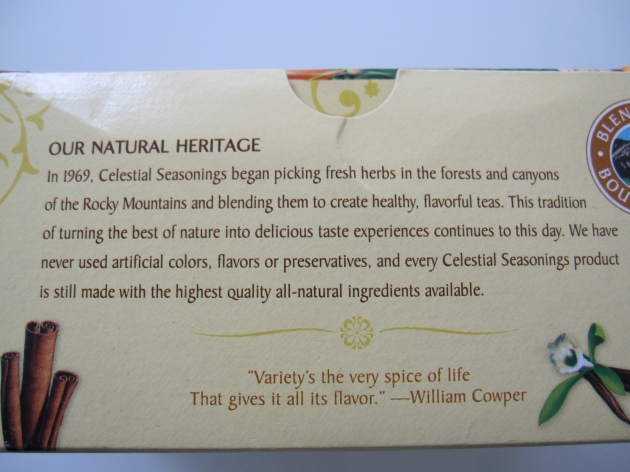 OUR NATURAL HERITAGE
In 1969, Celestial Seasonings began picking fresh herbs in the forests and canyons
of the Rocky Mountains and blending them to create healthy, flavorful teas. This tradition
of turning the best of nature into delicious taste experiences continues to this day. We have
never used artificial colors, flavors or preservatives, and every Celestial Seasonings product
is still made with the highest quality all-natural ingredients available.
"Variety's the very spice of life
That gives it all its flavor." —William Cowper